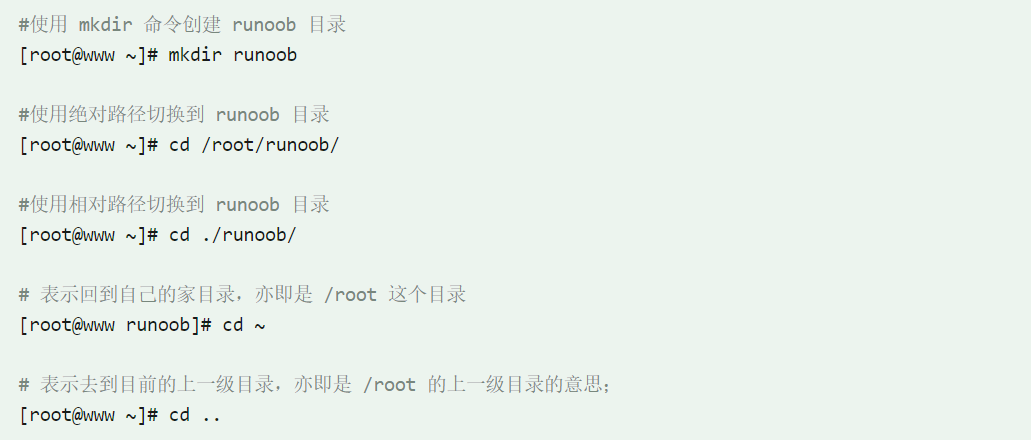 #使用 mkdir 命令创建 runoob 目录
[root@www ~]# mkdir runoob
#使用绝对路径切换到 runoob 目录
[root@www ~]# cd /root/runoob/
#使用相对路径切换到 runoob 目录
[root@www ~]# cd ./runoob/
# 表示回到自己的家目录，亦即是 /root 这个目录
[root@www runoob]# cd ~
# 表示去到目前的上一级目录，亦即是 /root 的上一级目录的意思；
[root@www ~]# cd ..